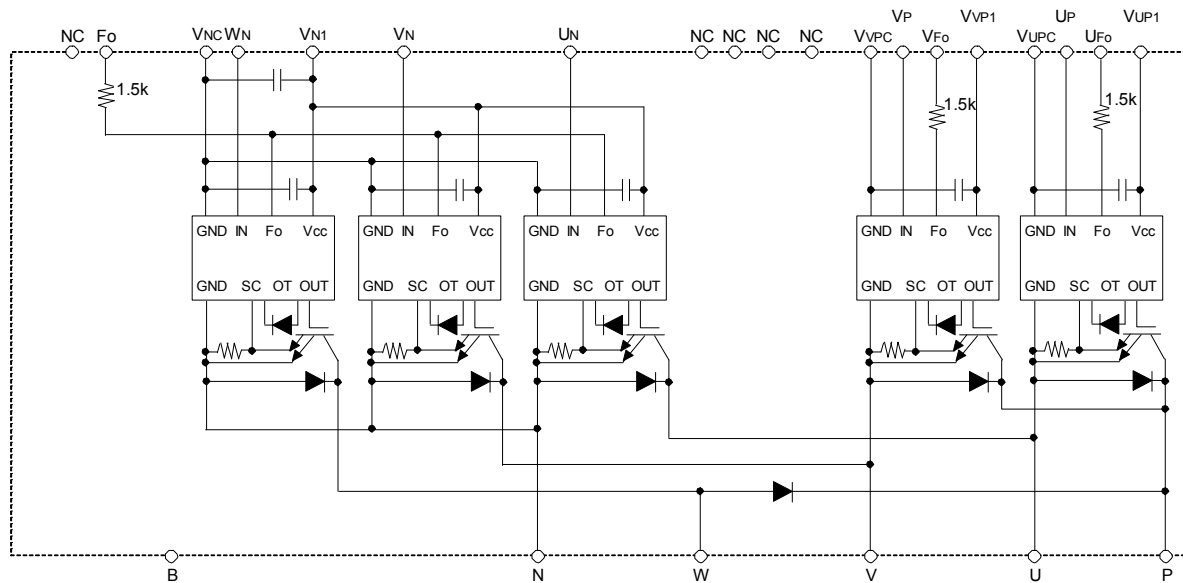 NC Fo VNC WN VN1 VN UN NC NC NC NC VVPC VP VFo VVP1 VUPC UP UFo VUP1
1.5k 1.5k 1.5k
GND IN Fo Vcc GND IN Fo Vcc GND IN Fo Vcc GND IN Fo Vcc GND IN Fo Vcc
GND SC OT OUT GND SC OT OUT GND SC OT OUT GND SC OT OUT GND SC OT OUT
B N W V U P